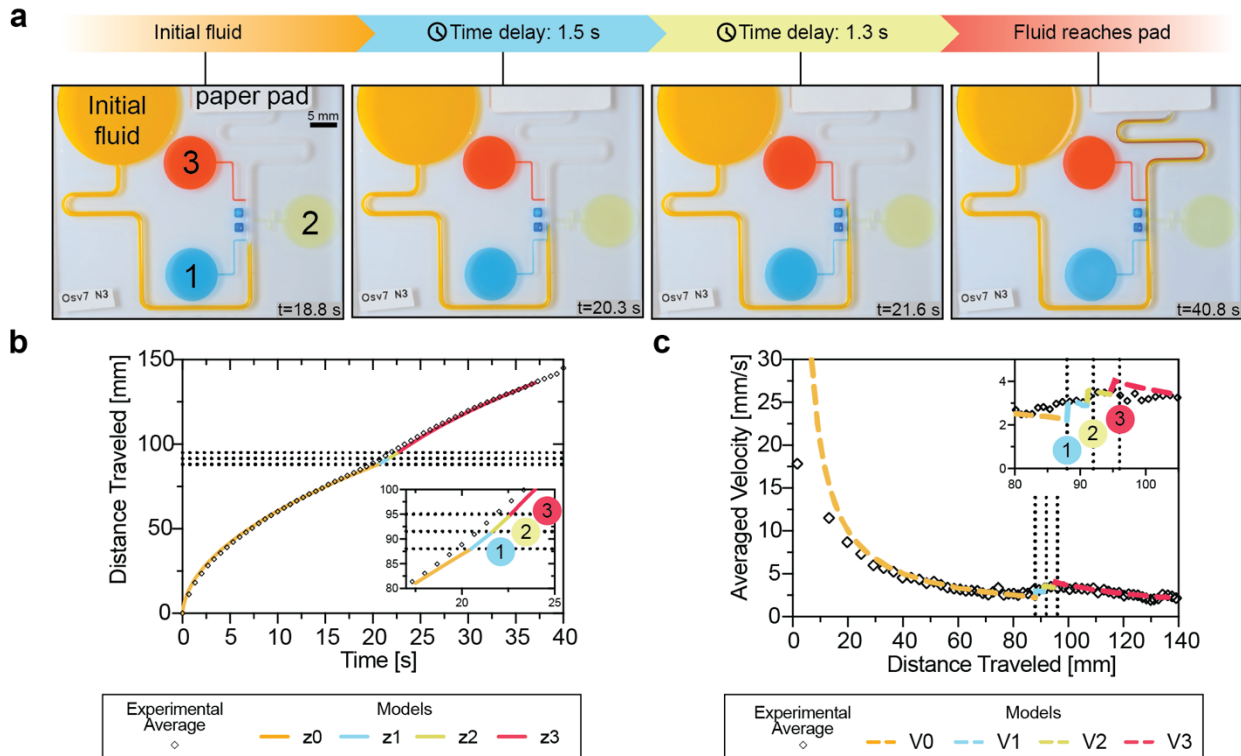 a
Initial fluid
Time delay: 1.5 s
Time delay: 1.3 s
Fluid reaches pad
Initial
fluid
paper pad
5 mm
3
2
1
Osv7 N3
t=18.8 s
Osv7 N3
t=20.3 s
Osv7 N3
t=21.6 s
Osv7 N3
t=40.8 s
b
Distance Traveled [mm]
150
100
50
0
0 5 10 15 20 25 30 35 40
Time [s]
100
95
90
85
80
20 25
3
2
1
Experimental
Average
Models
z0 z1 z2 z3
c
Averaged Velocity [mm/s]
30
25
20
15
10
5
0
0 20 40 60 80 100 120 140
Distance Traveled [mm]
4
2
0
80 90 100
1
2
3
Experimental
Average
Models
V0 V1 V2 V3